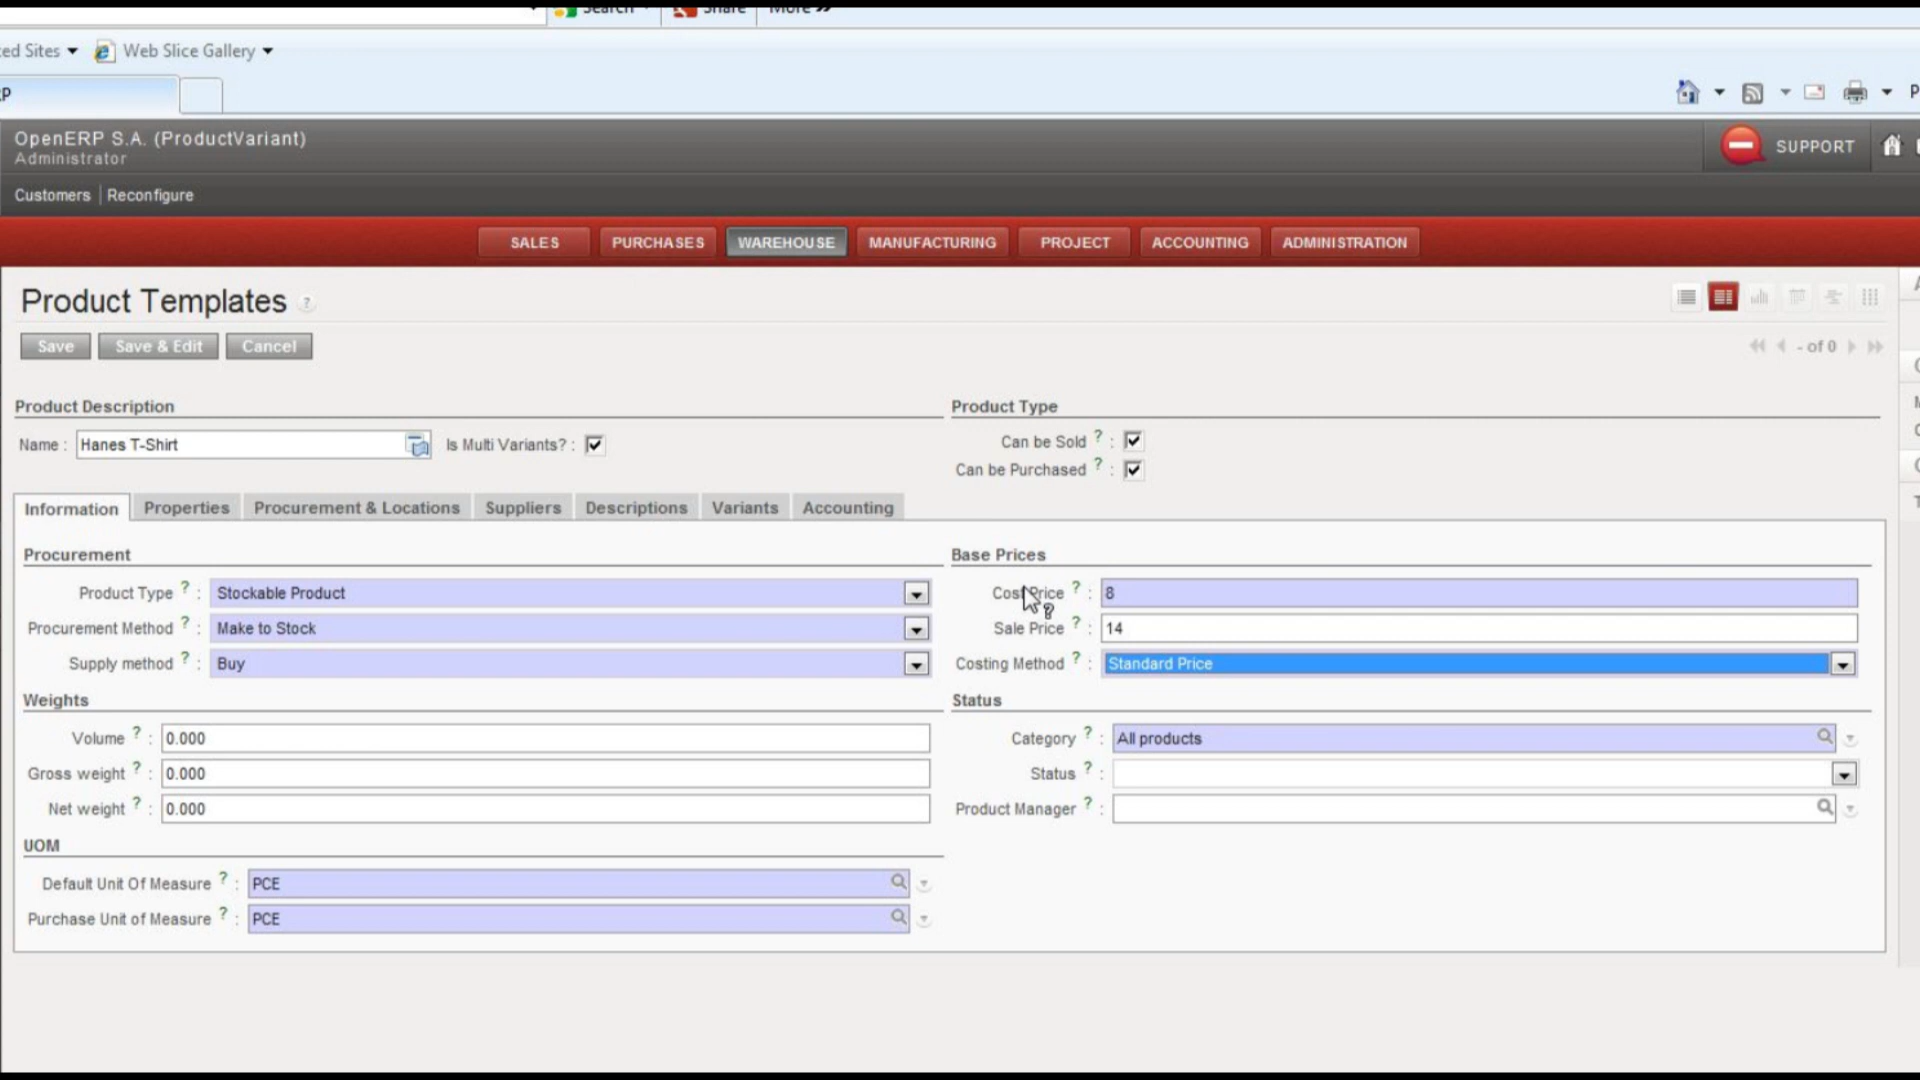 Search Share More »
ed Sites Web Slice Gallery
P
OpenERP S.A. (ProductVariant)
Administrator
SUPPORT
Customers | Reconfigure
SALES PURCHASES WAREHOUSE MANUFACTURING PROJECT ACCOUNTING ADMINISTRATION
Product Templates ?
Save Save & Edit Cancel
- of 0
Product Description
Name : Hanes T-Shirt Is Multi Variants? :
Product Type
Can be Sold ? :
Can be Purchased ? :
Information Properties Procurement & Locations Suppliers Descriptions Variants Accounting
Procurement
Product Type ? : Stockable Product
Procurement Method ? : Make to Stock
Supply method ? : Buy
Base Prices
Cost Price ? : 8
Sale Price ? : 14
Costing Method ? : Standard Price
Weights
Volume ? : 0.000
Gross weight ? : 0.000
Net weight ? : 0.000
Status
Category ? : All products
Status ? :
Product Manager ? :
UOM
Default Unit Of Measure ? : PCE
Purchase Unit of Measure ? : PCE